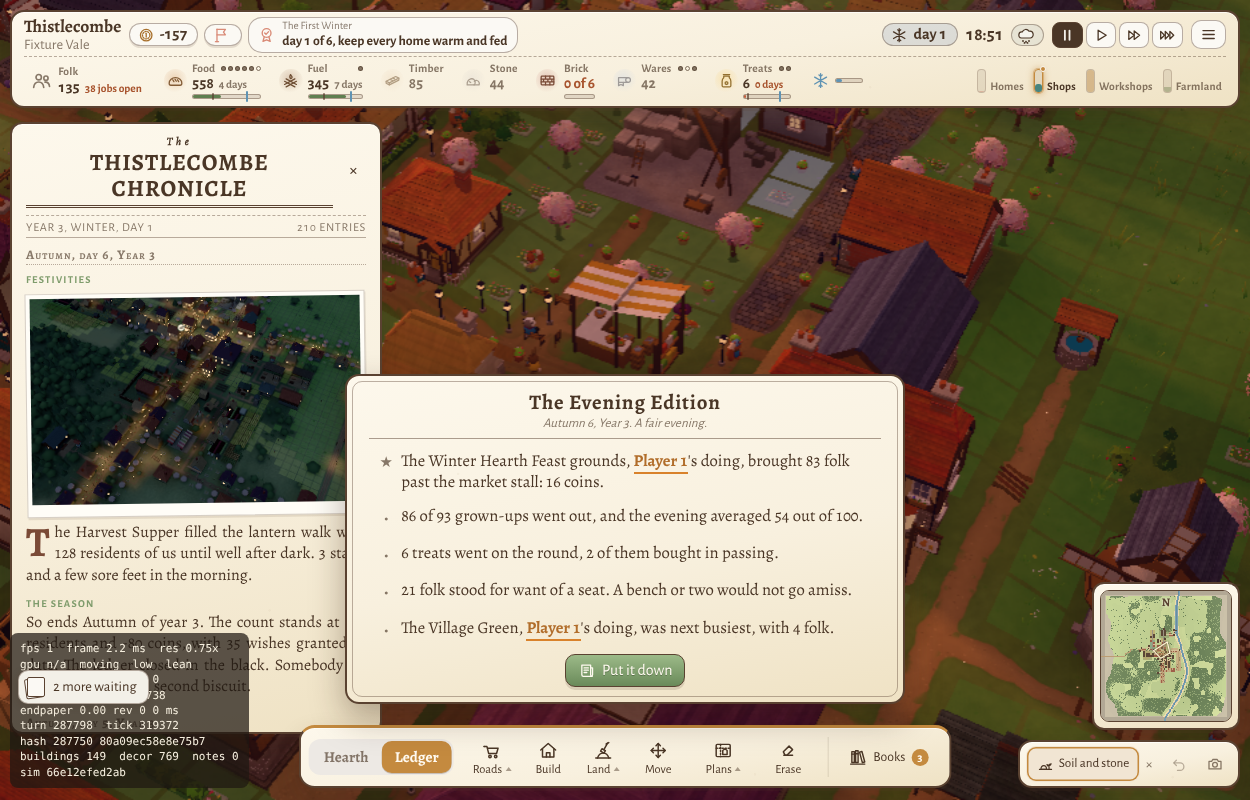 Thistlecombe
Fixture Vale
-157
The First Winter
day 1 of 6, keep every home warm and fed
day 1
18:51
Folk
135 38 jobs open
Food
558 4 days
Fuel
345 7 days
Timber
85
Stone
44
Brick
0 of 6
Wares
42
Treats
6 0 days
Homes
Shops
Workshops
Farmland
The
THISTLECOMBE
CHRONICLE
×
YEAR 3, WINTER, DAY 1
210 ENTRIES
Autumn, day 6, Year 3
FESTIVITIES
The Harvest Supper filled the lantern walk
128 residents of us until well after dark. 3
and a few sore feet in the morning.
THE SEASON
So ends Autumn of year 3. The count stands at
residents and -80 coins, with 35 wishes granted
the black. Somebody
second biscuit.
fps 1 frame 2.2 ms res 0.75x
gpu n/a moving low lean
0
738
2 more waiting
endpaper 0.00 rev 0 0 ms
turn 287798 tick 319372
hash 287750 80a09ec58e8e75b7
buildings 149 decor 769 notes 0
sim 66e12efed2ab
The Evening Edition
Autumn 6, Year 3. A fair evening.
★ The Winter Hearth Feast grounds, Player 1's doing, brought 83 folk
past the market stall: 16 coins.
• 86 of 93 grown-ups went out, and the evening averaged 54 out of 100.
• 6 treats went on the round, 2 of them bought in passing.
• 21 folk stood for want of a seat. A bench or two would not go amiss.
• The Village Green, Player 1's doing, was next busiest, with 4 folk.
Put it down
N
Hearth
Ledger
Roads
Build
Land
Move
Plans
Erase
Books 3
Soil and stone
×